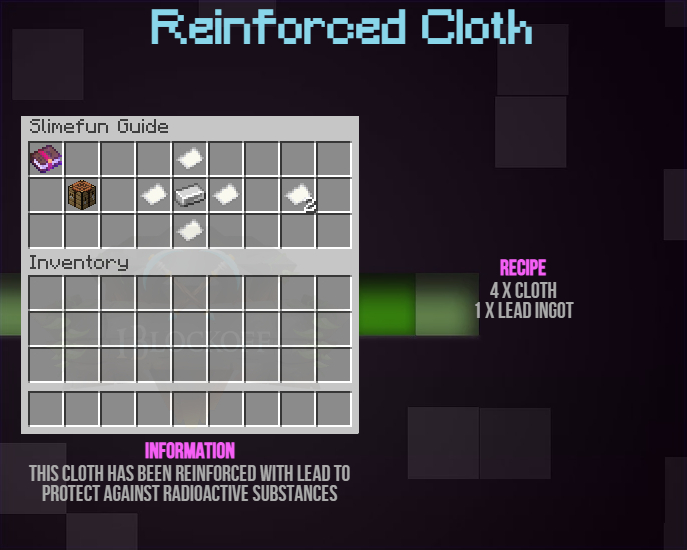 Reinforced Cloth
Slimefun Guide
2
Inventory
IBLOCKOFF
RECIPE
4 X CLOTH
1 X LEAD INGOT
INFORMATION
THIS CLOTH HAS BEEN REINFORCED WITH LEAD TO
PROTECT AGAINST RADIOACTIVE SUBSTANCES